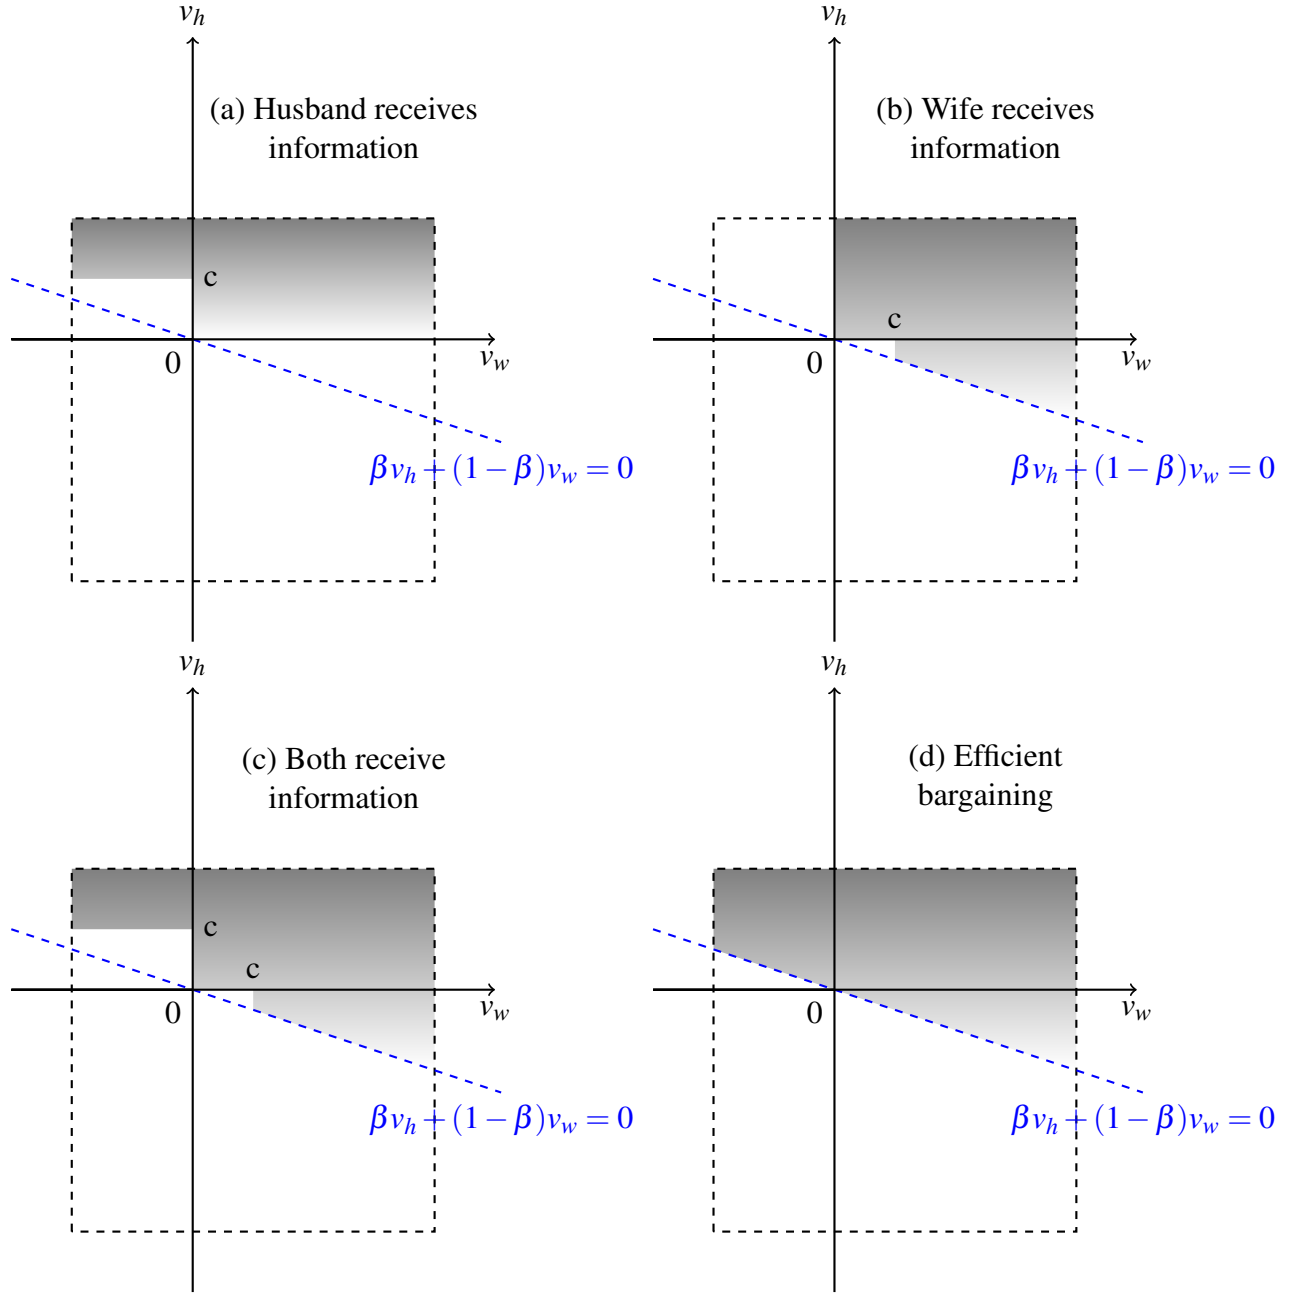 v_h
(a) Husband receives
information
c
0
v_w
βv_h + (1 − β)v_w = 0
v_h
(b) Wife receives
information
c
0
v_w
βv_h + (1 − β)v_w = 0
v_h
(c) Both receive
information
c
c
0
v_w
βv_h + (1 − β)v_w = 0
v_h
(d) Efficient
bargaining
0
v_w
βv_h + (1 − β)v_w = 0